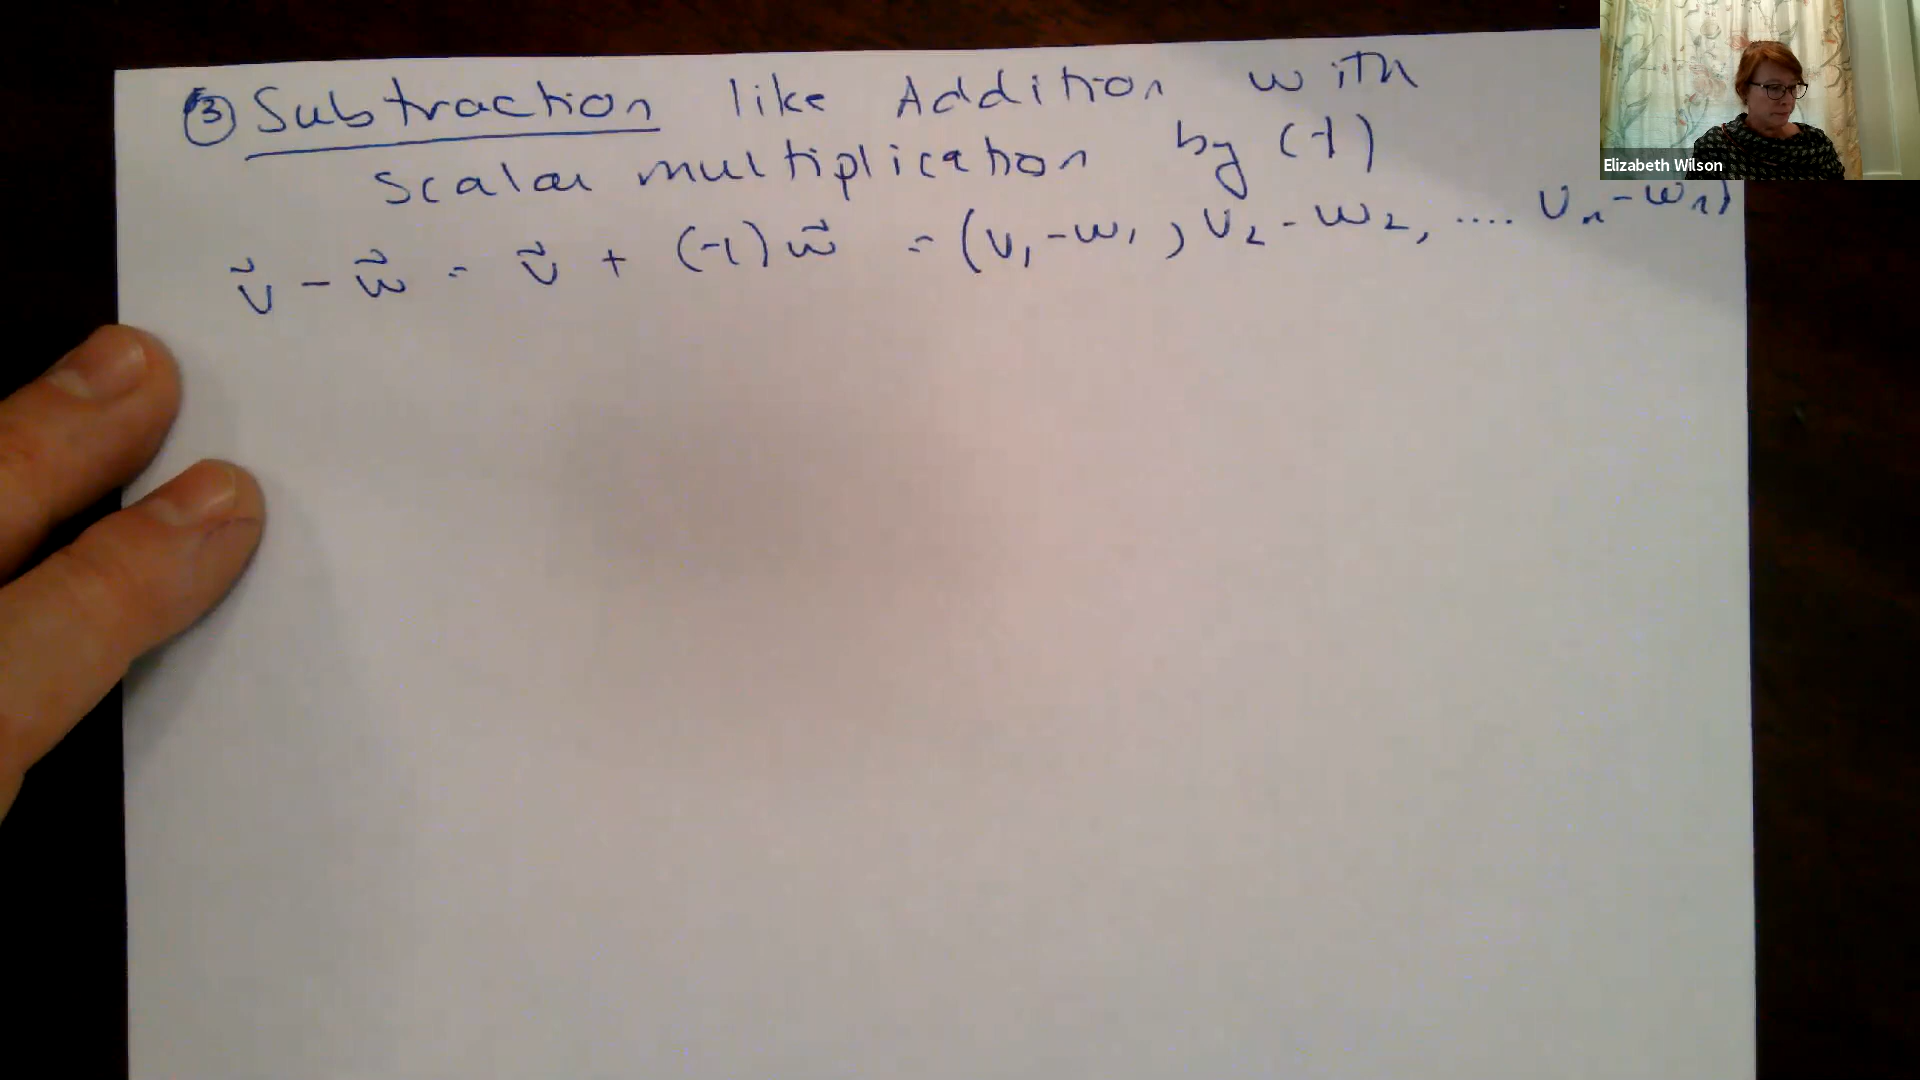 ③ Subtraction like Addition with
scalar multiplication by (-1)
v⃗ - w⃗ = v⃗ + (-1)w⃗ = (v₁-w₁, v₂-w₂, .... vₙ-wₙ)
Elizabeth Wilson